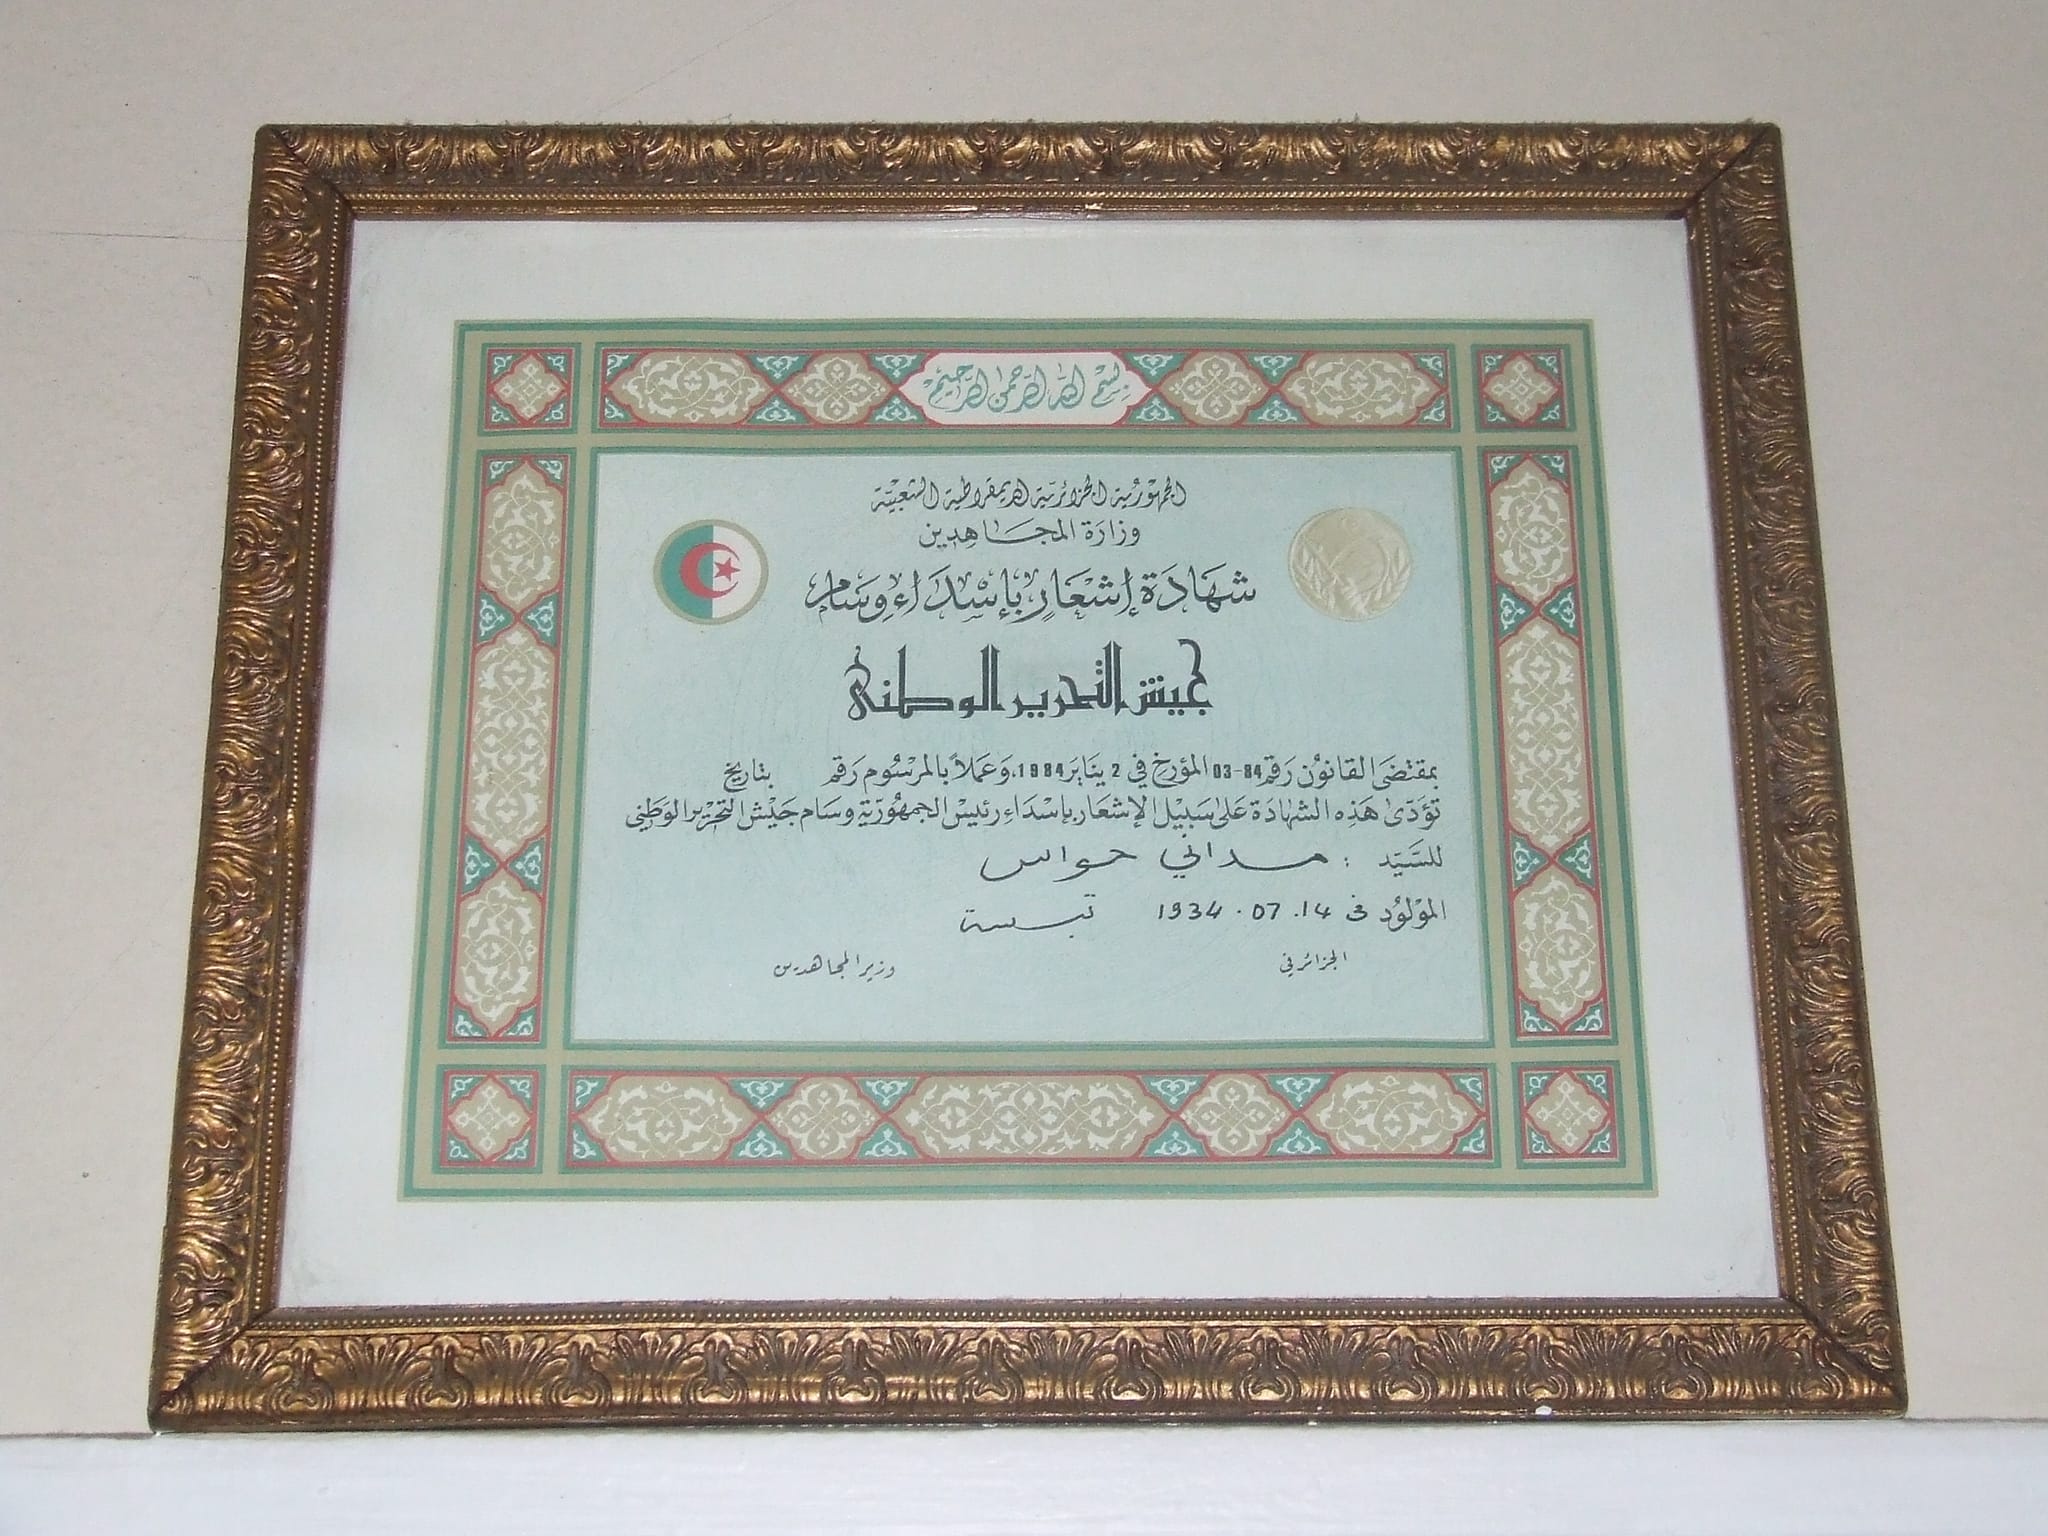 بسم الله الرحمن الرحيم
الجمهورية الجزائرية الديمقراطية الشعبية
وزارة المجاهدين
شهادة إشعار بإسداء وسام
جيش التحرير الوطني
بمقتضى القانون رقم 84-03 المؤرخ في 2 يناير 1984، وعملاً بالمرسوم رقم بتاريخ
تؤدى هذه الشهادة على سبيل الإشعار بإسداء رئيس الجمهورية وسام جيش التحرير الوطني
للسيد : مداني حواس
المولود في 14. 07. 1934 تبسة
الجزائر في
وزير المجاهدين